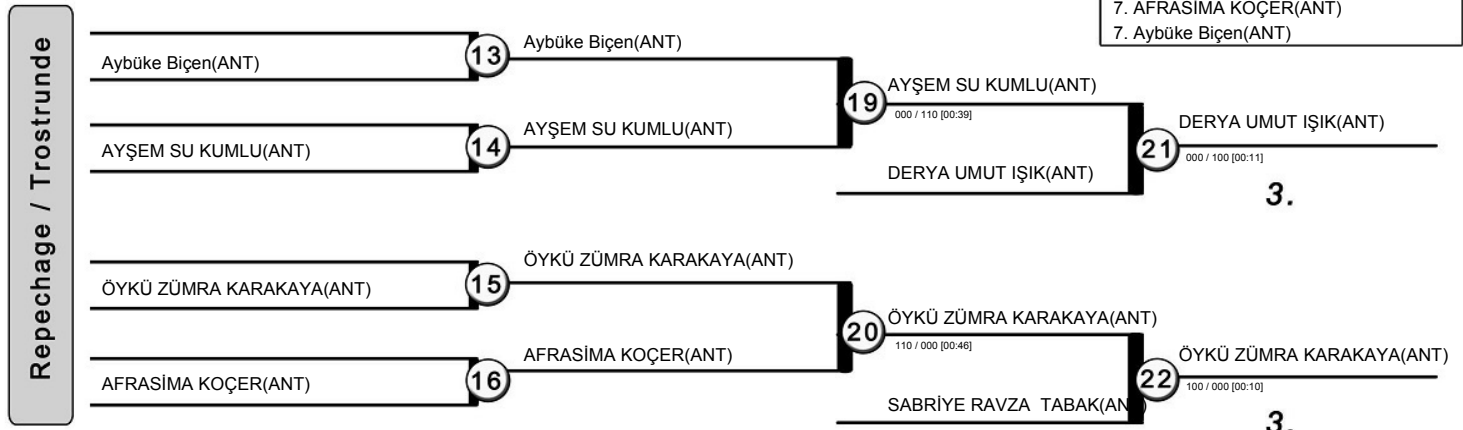 7. AFRASİMA KOÇER(ANT)
7. Aybüke Biçen(ANT)
Repechage / Trostrunde
Aybüke Biçen(ANT)
13
Aybüke Biçen(ANT)
AYŞEM SU KUMLU(ANT)
14
AYŞEM SU KUMLU(ANT)
19
AYŞEM SU KUMLU(ANT)
000 / 110 [00:39]
DERYA UMUT IŞIK(ANT)
21
DERYA UMUT IŞIK(ANT)
000 / 100 [00:11]
3.
ÖYKÜ ZÜMRA KARAKAYA(ANT)
15
ÖYKÜ ZÜMRA KARAKAYA(ANT)
AFRASİMA KOÇER(ANT)
16
AFRASİMA KOÇER(ANT)
20
ÖYKÜ ZÜMRA KARAKAYA(ANT)
110 / 000 [00:46]
SABRİYE RAVZA TABAK(AN
22
ÖYKÜ ZÜMRA KARAKAYA(ANT)
100 / 000 [00:10]
3.